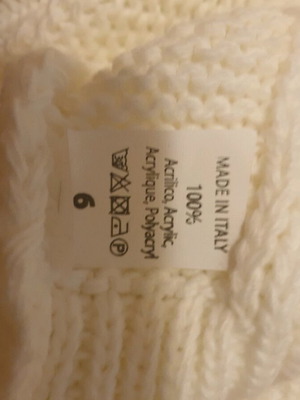 MADE IN ITALY
100%
Acrilico, Acrylic,
Acrylique, Polyacryl
P
6